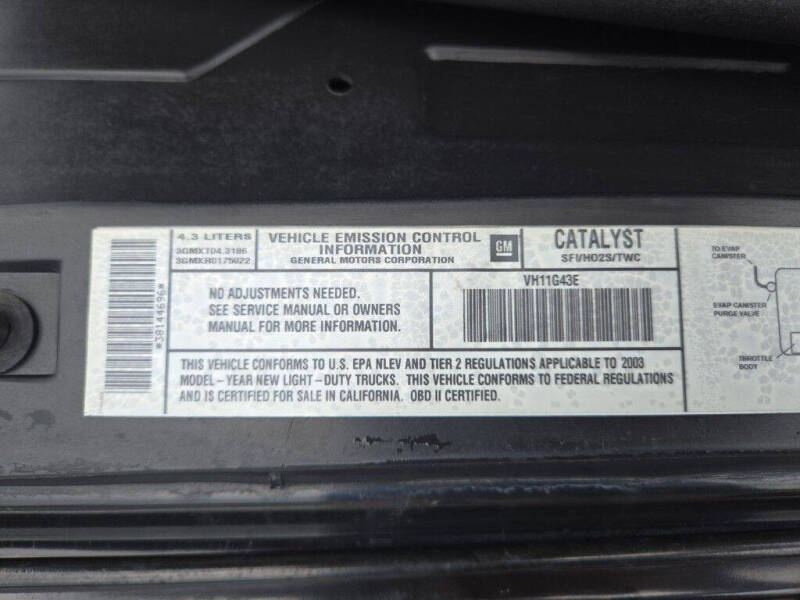 *38144696*
4.3 LITERS
3GMXT04.3186
3GMXR0175022
VEHICLE EMISSION CONTROL
INFORMATION
GENERAL MOTORS CORPORATION
GM
CATALYST
SFI/HO2S/TWC
NO ADJUSTMENTS NEEDED.
SEE SERVICE MANUAL OR OWNERS
MANUAL FOR MORE INFORMATION.
VH11G43E
THIS VEHICLE CONFORMS TO U.S. EPA NLEV AND TIER 2 REGULATIONS APPLICABLE TO 2003
MODEL-YEAR NEW LIGHT-DUTY TRUCKS. THIS VEHICLE CONFORMS TO FEDERAL REGULATIONS
AND IS CERTIFIED FOR SALE IN CALIFORNIA. OBD II CERTIFIED.
TO EVAP
CANISTER
EVAP CANISTER
PURGE VALVE
THROTTLE
BODY